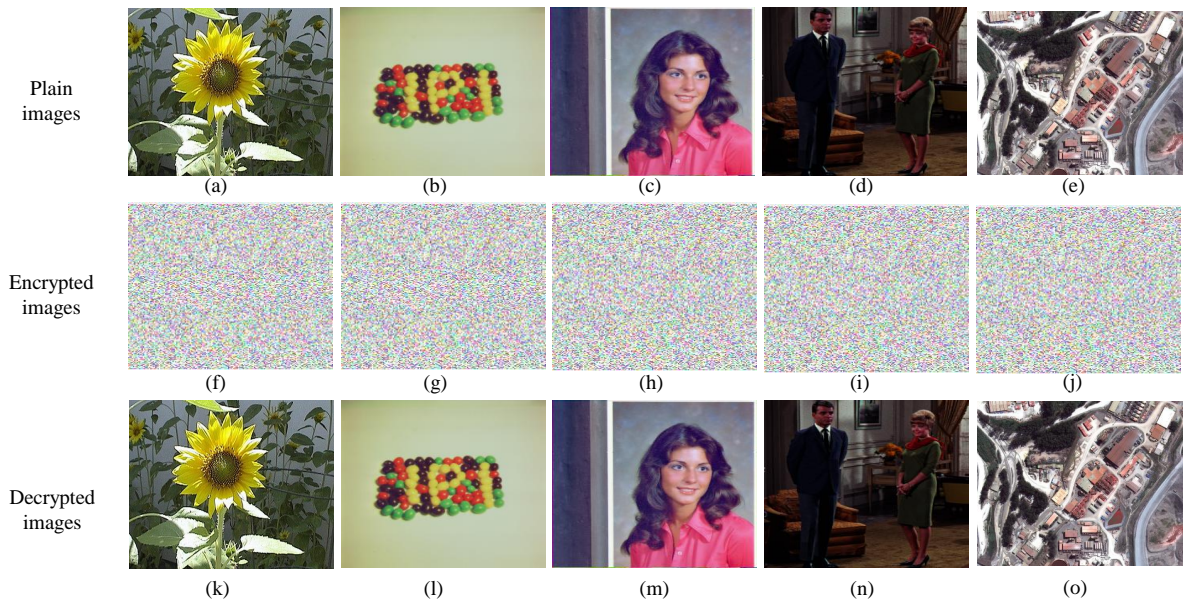 Plain
images
(a) (b) (c) (d) (e)
Encrypted
images
(f) (g) (h) (i) (j)
Decrypted
images
(k) (l) (m) (n) (o)